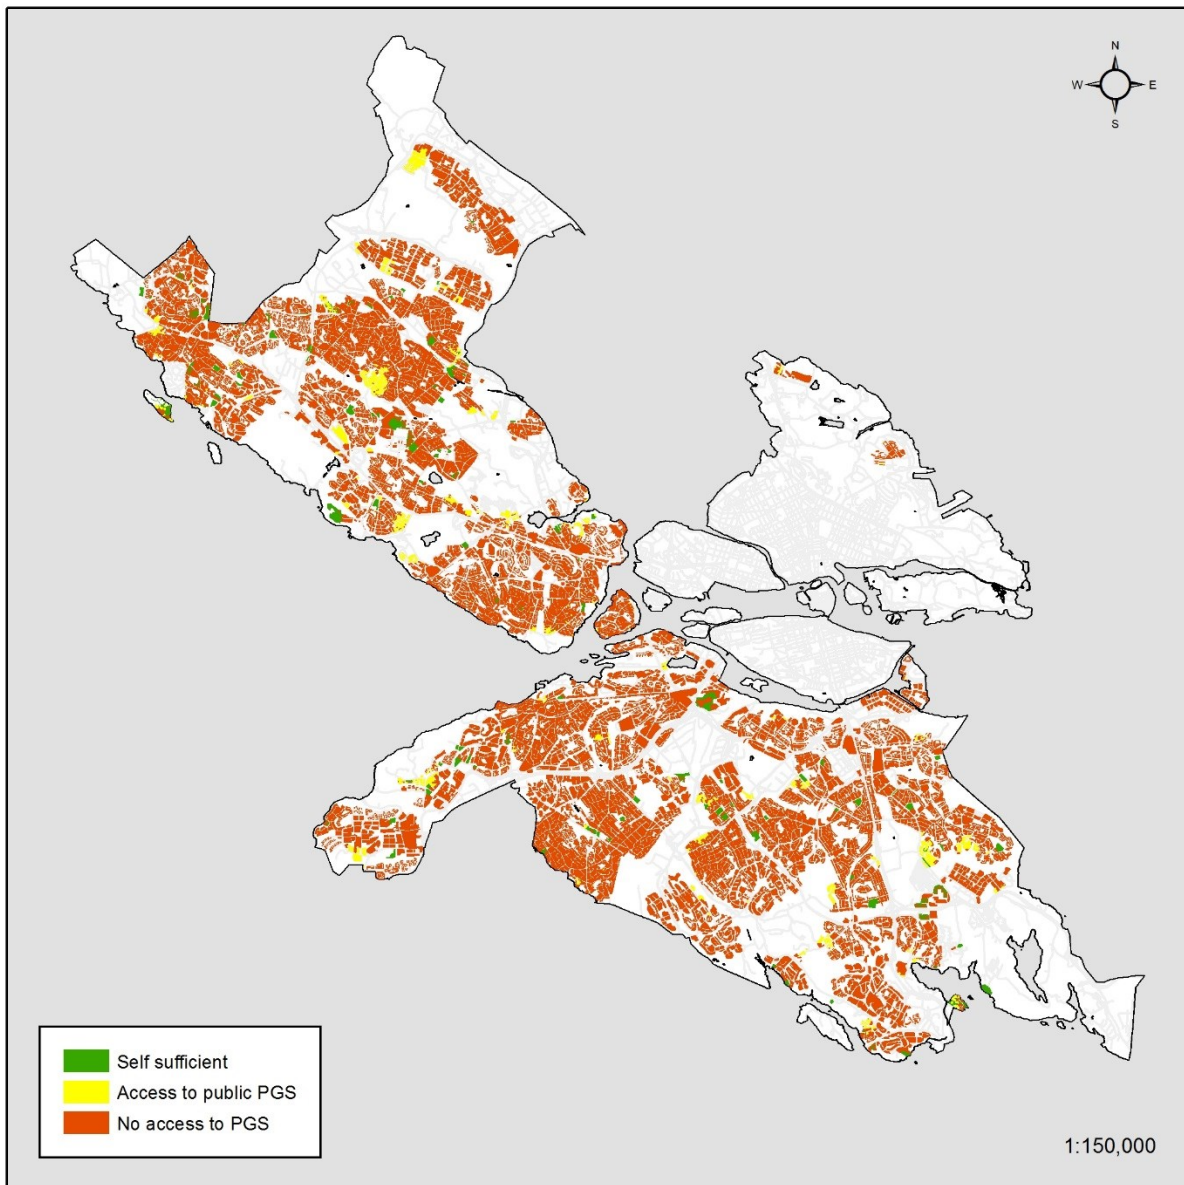 N
W E
S
Self sufficient
Access to public PGS
No access to PGS
1:150,000